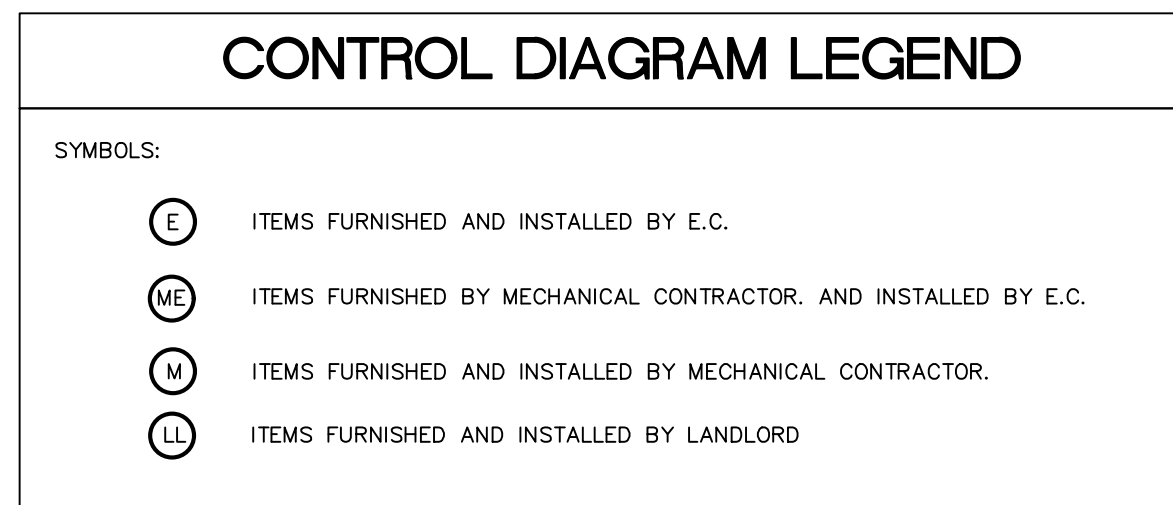 CONTROL DIAGRAM LEGEND
SYMBOLS:
E ITEMS FURNISHED AND INSTALLED BY E.C.
ME ITEMS FURNISHED BY MECHANICAL CONTRACTOR. AND INSTALLED BY E.C.
M ITEMS FURNISHED AND INSTALLED BY MECHANICAL CONTRACTOR.
LL ITEMS FURNISHED AND INSTALLED BY LANDLORD